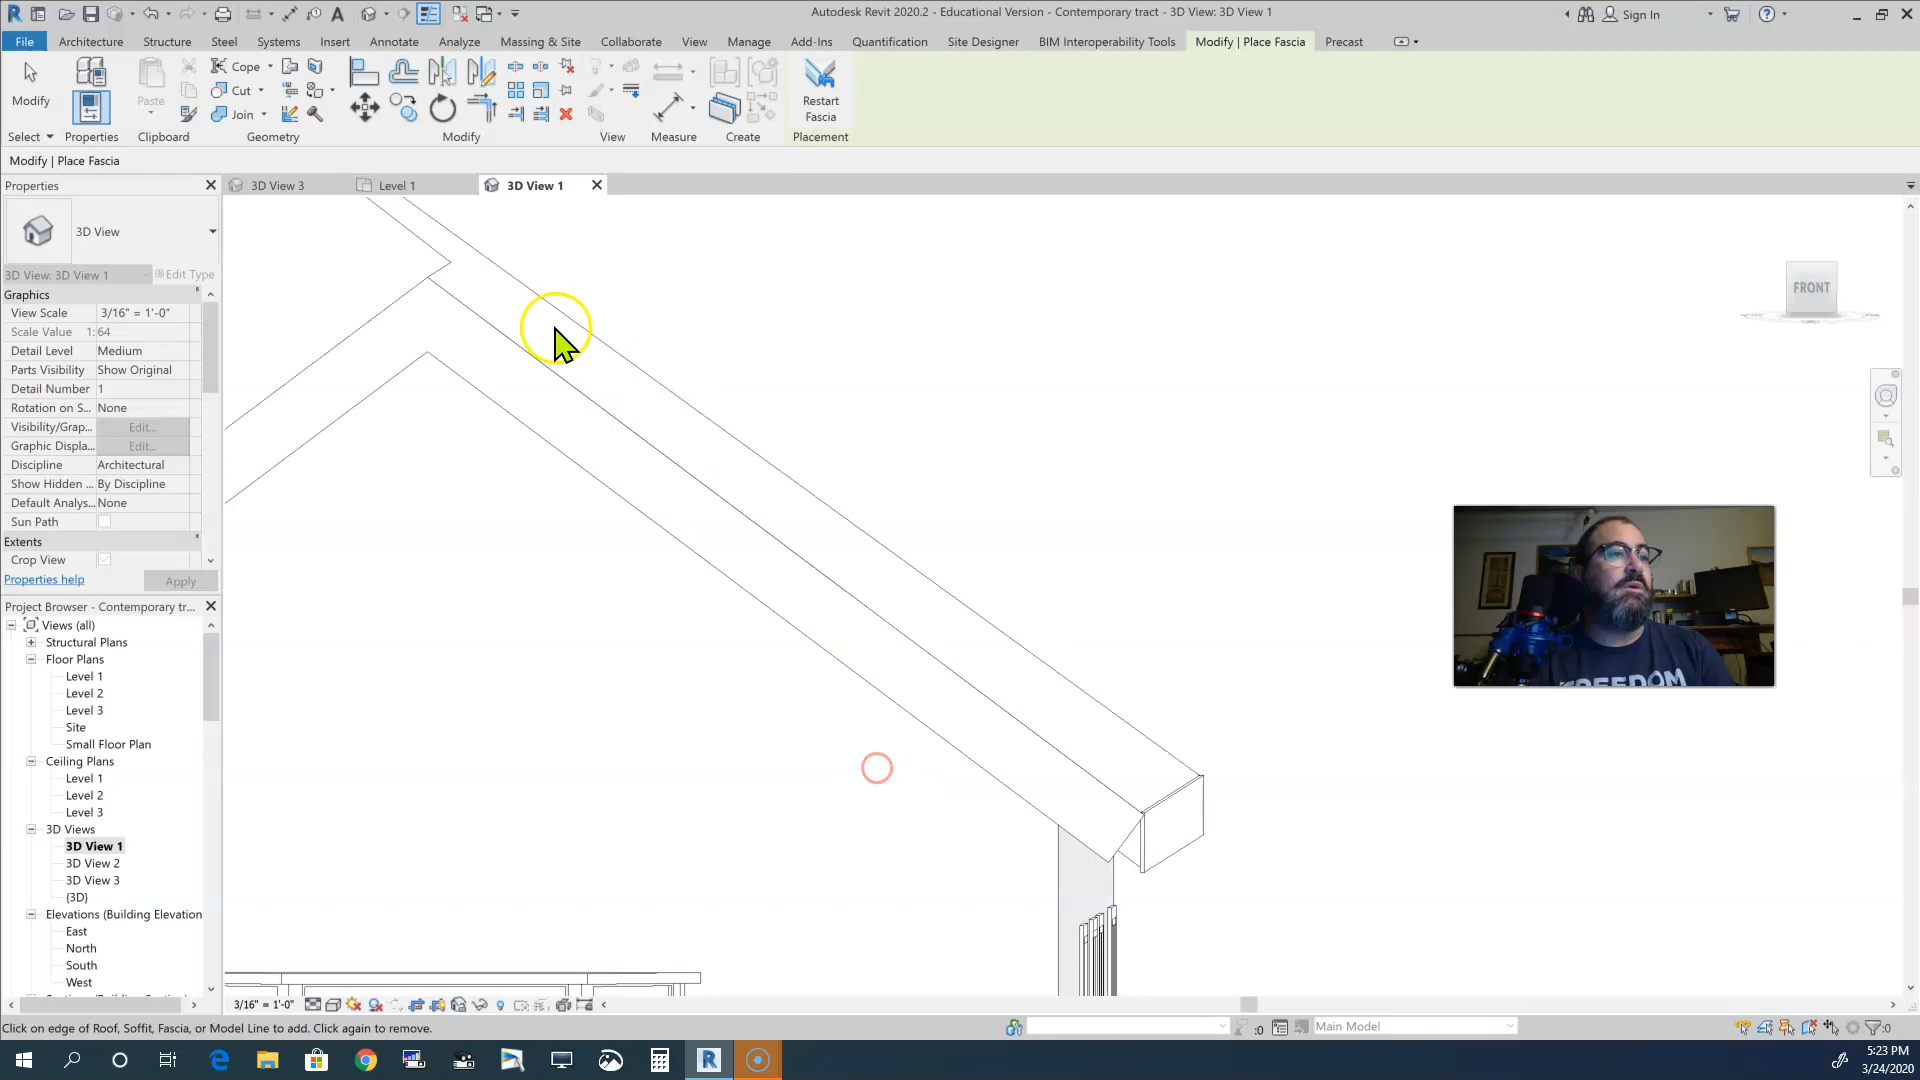 Autodesk Revit 2020.2 - Educational Version - Contemporary tract - 3D View: 3D View 1
Sign In
File Architecture Structure Steel Systems Insert Annotate Analyze Massing & Site Collaborate View Manage Add-Ins Quantification Site Designer BIM Interoperability Tools Modify | Place Fascia Precast
Modify
Paste
Cope
Cut
Join
Restart
Fascia
Select Properties Clipboard Geometry Modify View Measure Create Placement
Modify | Place Fascia
Properties
3D View 3
Level 1
3D View 1
3D View
3D View: 3D View 1
Edit Type
Graphics
View Scale 3/16" = 1'-0"
Scale Value 1: 64
Detail Level Medium
Parts Visibility Show Original
Detail Number 1
Rotation on S... None
Visibility/Grap... Edit...
Graphic Displa... Edit...
Discipline Architectural
Show Hidden ... By Discipline
Default Analys... None
Sun Path
Extents
Crop View
Properties help
Apply
Project Browser - Contemporary tr...
Views (all)
Structural Plans
Floor Plans
Level 1
Level 2
Level 3
Site
Small Floor Plan
Ceiling Plans
Level 1
Level 2
Level 3
3D Views
3D View 1
3D View 2
3D View 3
{3D}
Elevations (Building Elevation
East
North
South
West
FRONT
FREEDOM
3/16" = 1'-0"
Click on edge of Roof, Soffit, Fascia, or Model Line to add. Click again to remove.
:0
Main Model
:0
5:23 PM
3/24/2020